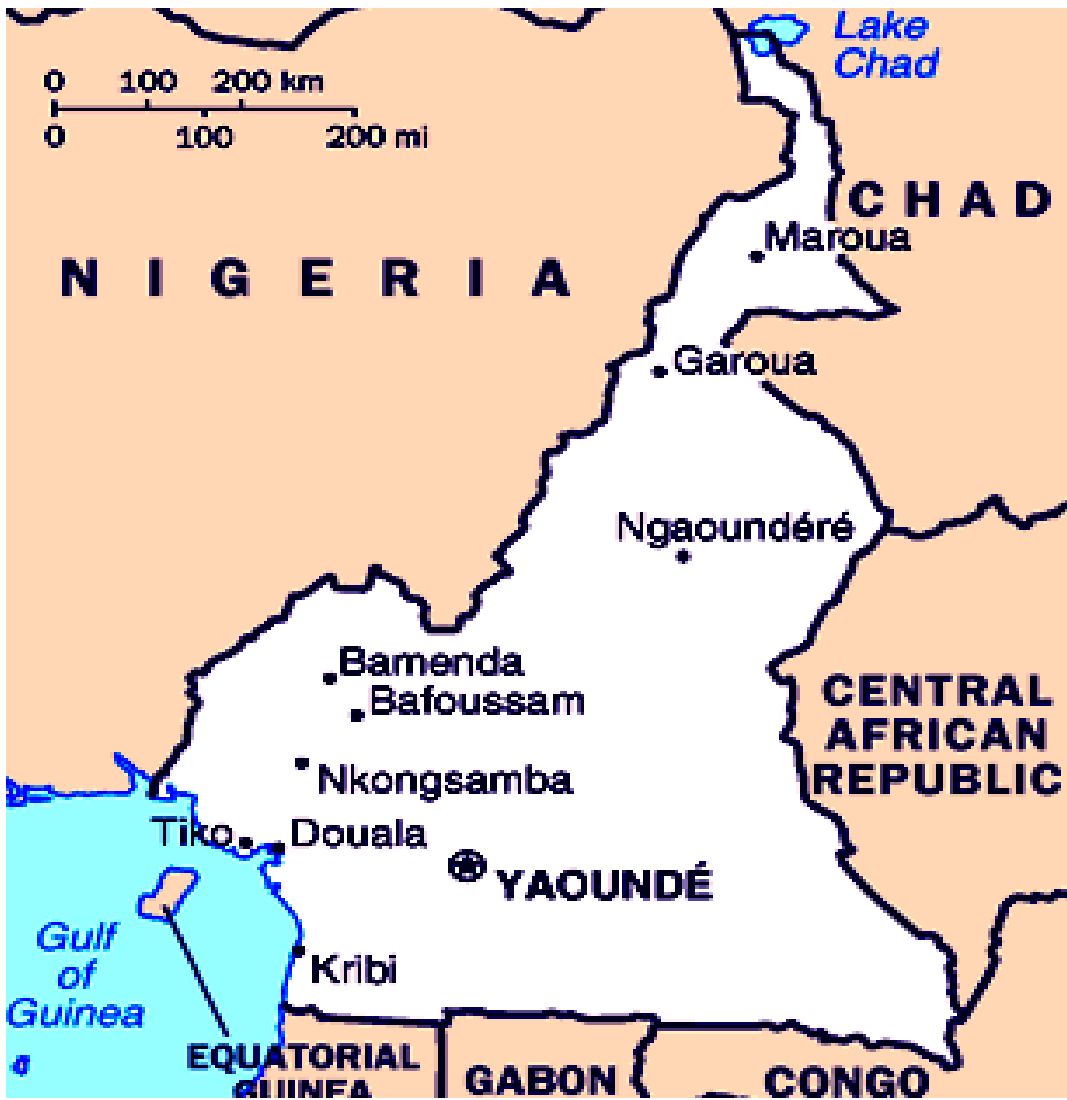 Lake
Chad
0 100 200 km
0 100 200 mi
CHAD
Maroua
NIGERIA
Garoua
Ngaoundéré
Bamenda
Bafoussam
CENTRAL
AFRICAN
REPUBLIC
Nkongsamba
Tiko
Douala
YAOUNDÉ
Gulf
of
Guinea
Kribi
EQUATORIAL
GUINEA
GABON
CONGO